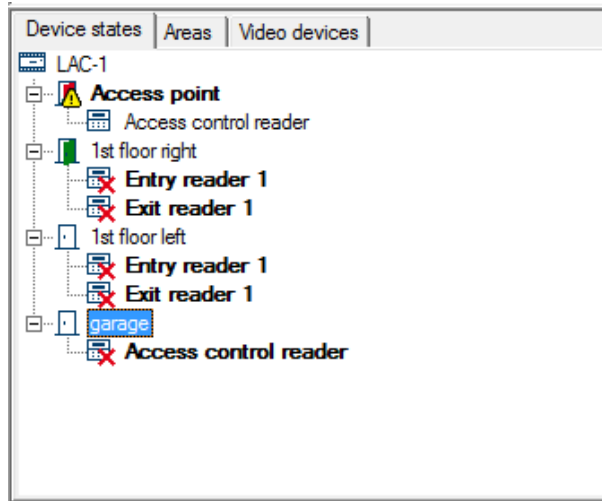 Device states Areas Video devices
LAC-1
Access point
Access control reader
1st floor right
Entry reader 1
Exit reader 1
1st floor left
Entry reader 1
Exit reader 1
garage
Access control reader